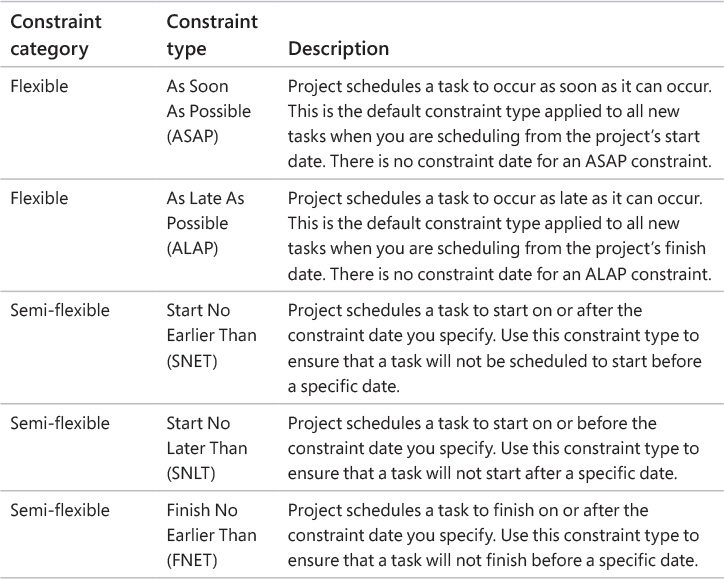 Constraint category Constraint type Description
Flexible As Soon As Possible (ASAP) Project schedules a task to occur as soon as it can occur.
This is the default constraint type applied to all new
tasks when you are scheduling from the project's start
date. There is no constraint date for an ASAP constraint.
Flexible As Late As Possible (ALAP) Project schedules a task to occur as late as it can occur.
This is the default constraint type applied to all new
tasks when you are scheduling from the project's finish
date. There is no constraint date for an ALAP constraint.
Semi-flexible Start No Earlier Than (SNET) Project schedules a task to start on or after the
constraint date you specify. Use this constraint type to
ensure that a task will not be scheduled to start before
a specific date.
Semi-flexible Start No Later Than (SNLT) Project schedules a task to start on or before the
constraint date you specify. Use this constraint type to
ensure that a task will not start after a specific date.
Semi-flexible Finish No Earlier Than (FNET) Project schedules a task to finish on or after the
constraint date you specify. Use this constraint type to
ensure that a task will not finish before a specific date.